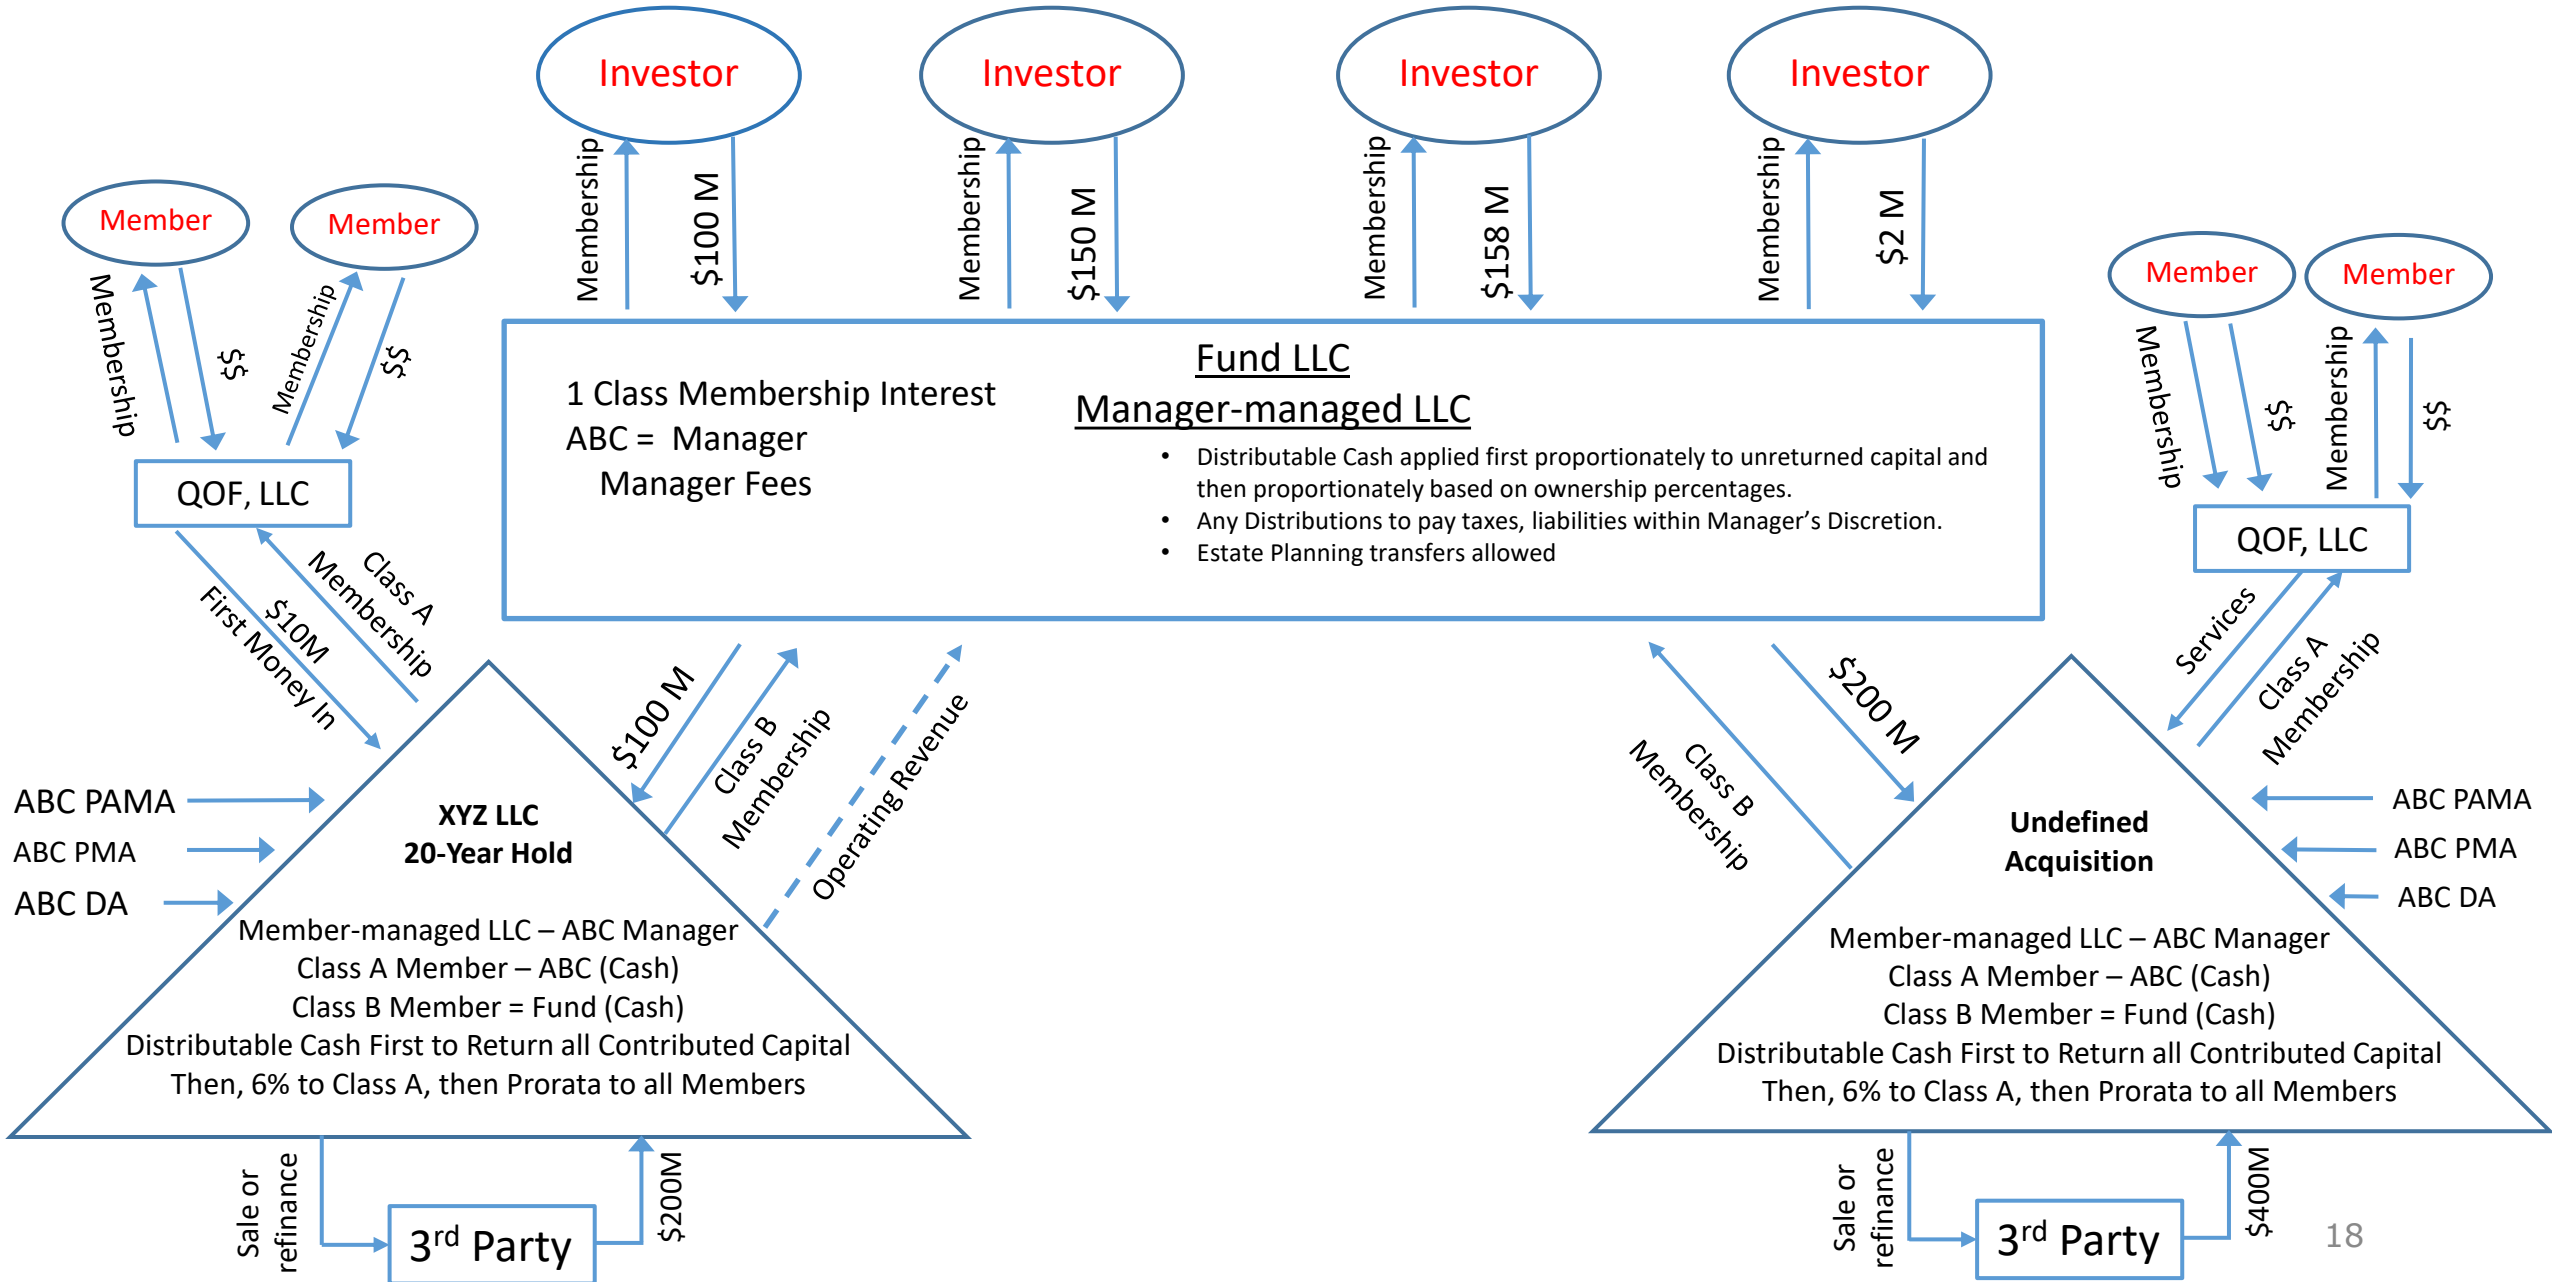 Investor
Investor
Investor
Investor
Membership
$100 M
Membership
$150 M
Membership
$158 M
Membership
$2 M
Member
Member
Membership
$$
Membership
$$
QOF, LLC
Member
Member
Membership
$$
Membership
$$
QOF, LLC
Fund LLC
Manager-managed LLC
1 Class Membership Interest
ABC = Manager
Manager Fees
• Distributable Cash applied first proportionately to unreturned capital and
then proportionately based on ownership percentages.
• Any Distributions to pay taxes, liabilities within Manager's Discretion.
• Estate Planning transfers allowed
First Money In
$10M
Class A
Membership
$100 M
Class B
Membership
Operating Revenue
Class B
Membership
$200 M
Services
Class A
Membership
ABC PAMA
ABC PMA
ABC DA
XYZ LLC
20-Year Hold
Member-managed LLC – ABC Manager
Class A Member – ABC (Cash)
Class B Member = Fund (Cash)
Distributable Cash First to Return all Contributed Capital
Then, 6% to Class A, then Prorata to all Members
Undefined
Acquisition
Member-managed LLC – ABC Manager
Class A Member – ABC (Cash)
Class B Member = Fund (Cash)
Distributable Cash First to Return all Contributed Capital
Then, 6% to Class A, then Prorata to all Members
ABC PAMA
ABC PMA
ABC DA
Sale or
refinance
3rd Party
$200M
Sale or
refinance
3rd Party
$400M
18